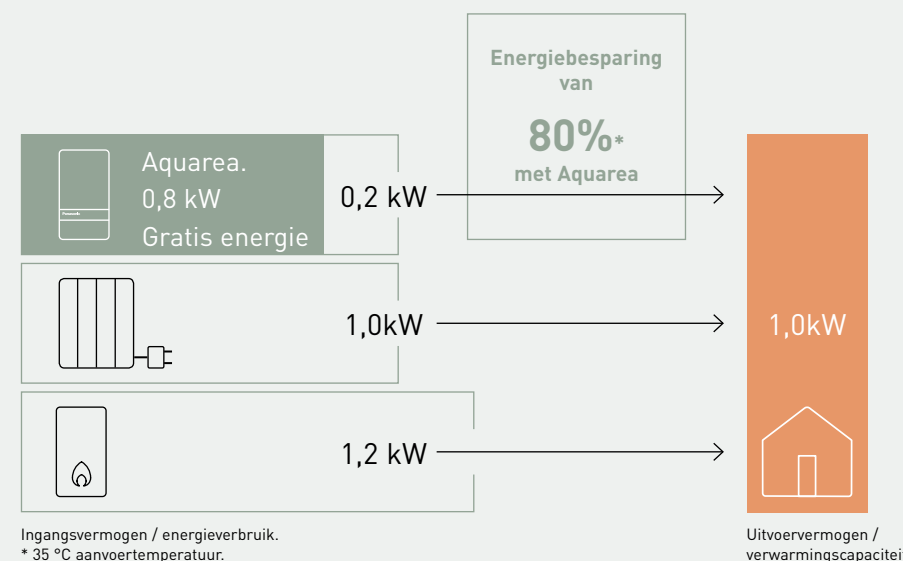 Energiebesparing
van
80%*
met Aquarea
Aquarea.
0,8 kW
Gratis energie
0,2 kW
1,0kW
1,0kW
1,2 kW
Ingangsvermogen / energieverbruik.
* 35 °C aanvoertemperatuur.
Uitvoervermogen /
verwarmingscapaciteit